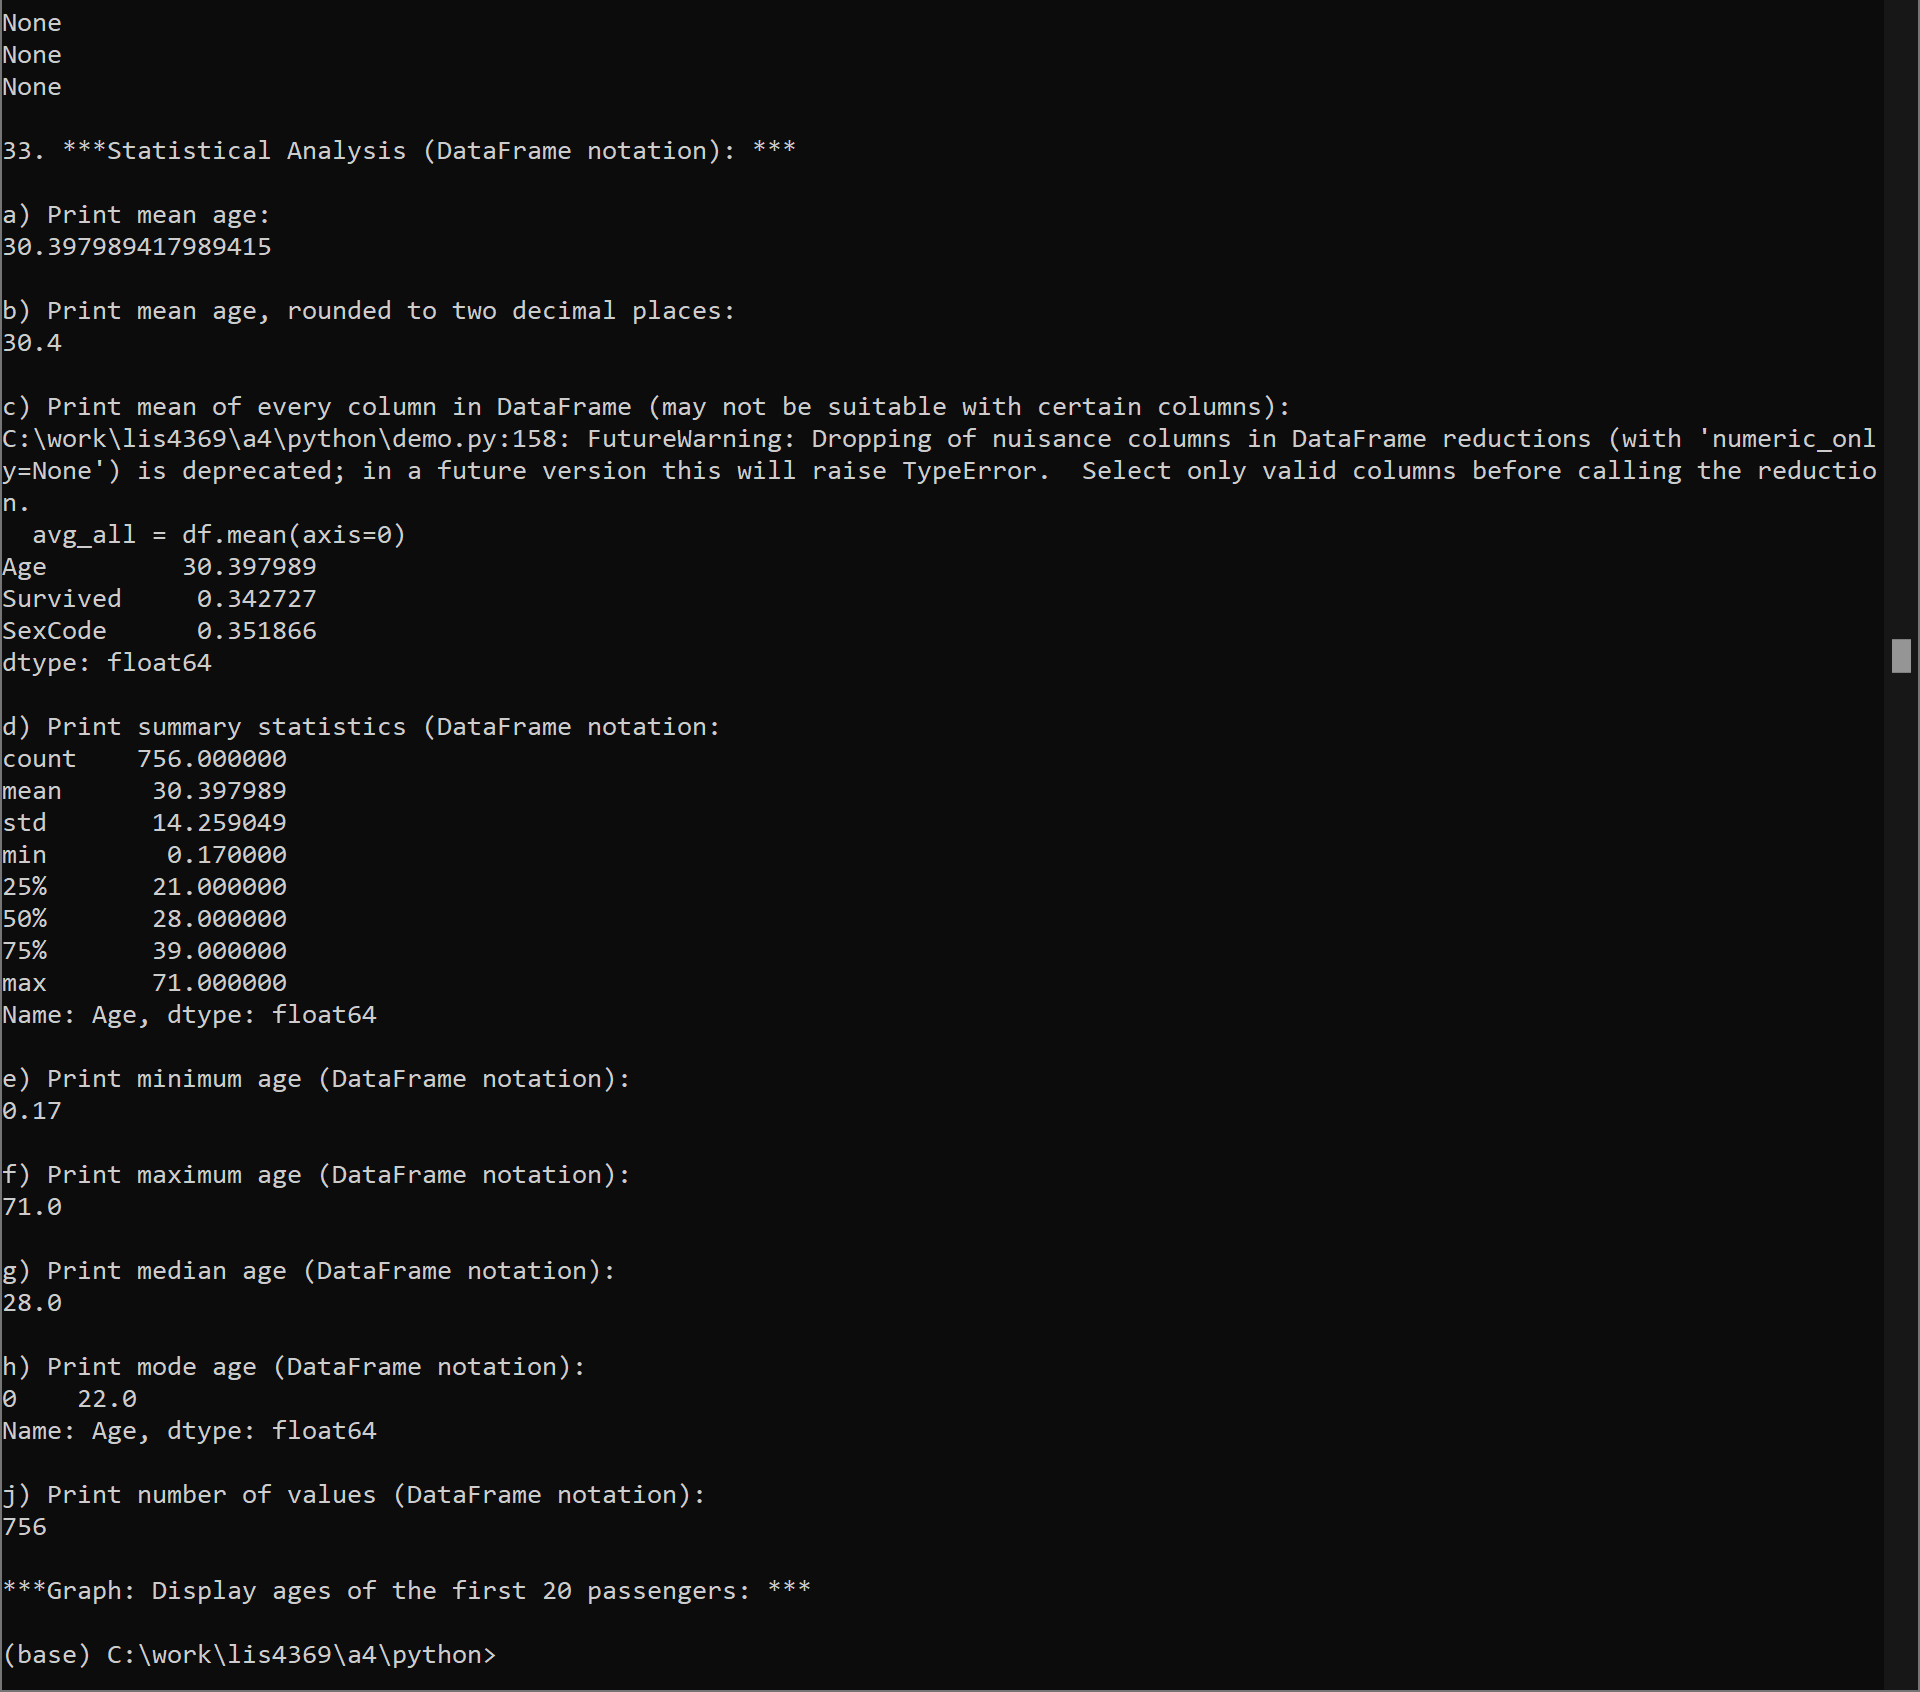 None
None
None
33. ***Statistical Analysis (DataFrame notation): ***
a) Print mean age:
30.397989417989415
b) Print mean age, rounded to two decimal places:
30.4
c) Print mean of every column in DataFrame (may not be suitable with certain columns):
C:\work\lis4369\a4\python\demo.py:158: FutureWarning: Dropping of nuisance columns in DataFrame reductions (with 'numeric_onl
y=None') is deprecated; in a future version this will raise TypeError.  Select only valid columns before calling the reductio
n.
  avg_all = df.mean(axis=0)
Age         30.397989
Survived     0.342727
SexCode      0.351866
dtype: float64
d) Print summary statistics (DataFrame notation:
count    756.000000
mean      30.397989
std       14.259049
min        0.170000
25%       21.000000
50%       28.000000
75%       39.000000
max       71.000000
Name: Age, dtype: float64
e) Print minimum age (DataFrame notation):
0.17
f) Print maximum age (DataFrame notation):
71.0
g) Print median age (DataFrame notation):
28.0
h) Print mode age (DataFrame notation):
0    22.0
Name: Age, dtype: float64
j) Print number of values (DataFrame notation):
756
***Graph: Display ages of the first 20 passengers: ***
(base) C:\work\lis4369\a4\python>